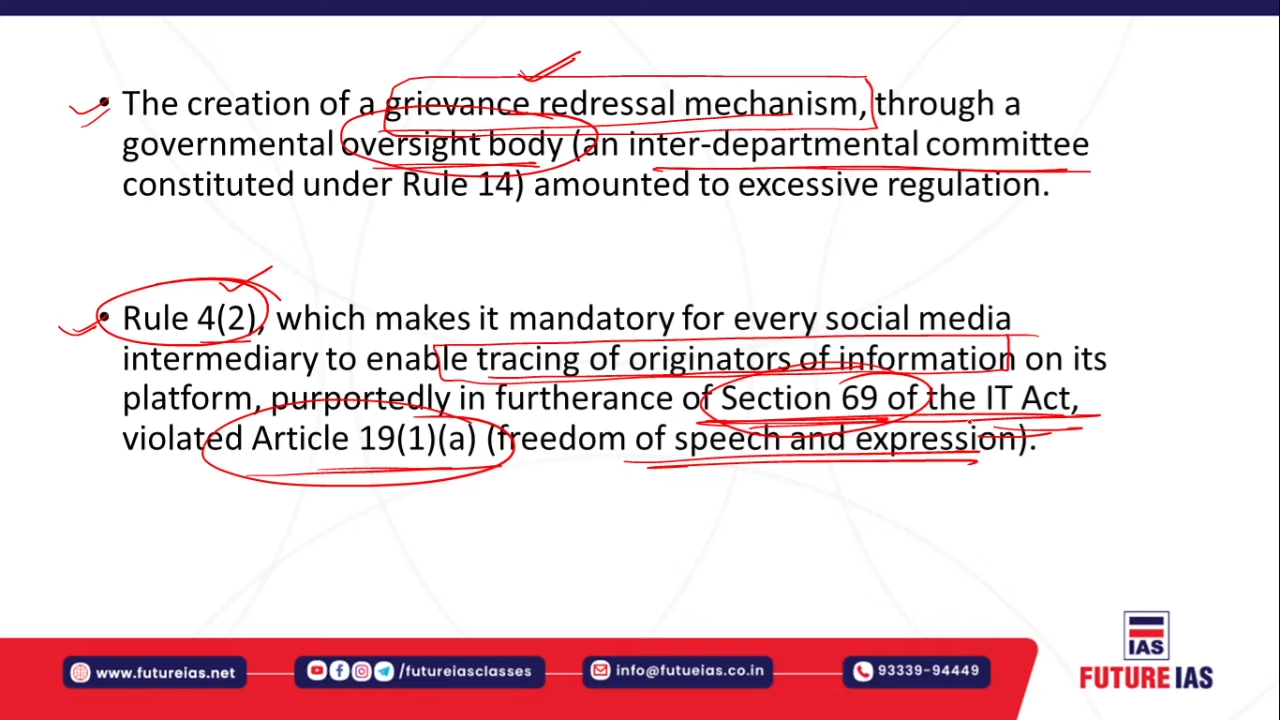 • The creation of a grievance redressal mechanism, through a
governmental oversight body (an inter-departmental committee
constituted under Rule 14) amounted to excessive regulation.
• Rule 4(2), which makes it mandatory for every social media
intermediary to enable tracing of originators of information on its
platform, purportedly in furtherance of Section 69 of the IT Act,
violated Article 19(1)(a) (freedom of speech and expression).
www.futureias.net
/futureiasclasses
info@futueias.co.in
93339-94449
IAS
FUTURE IAS